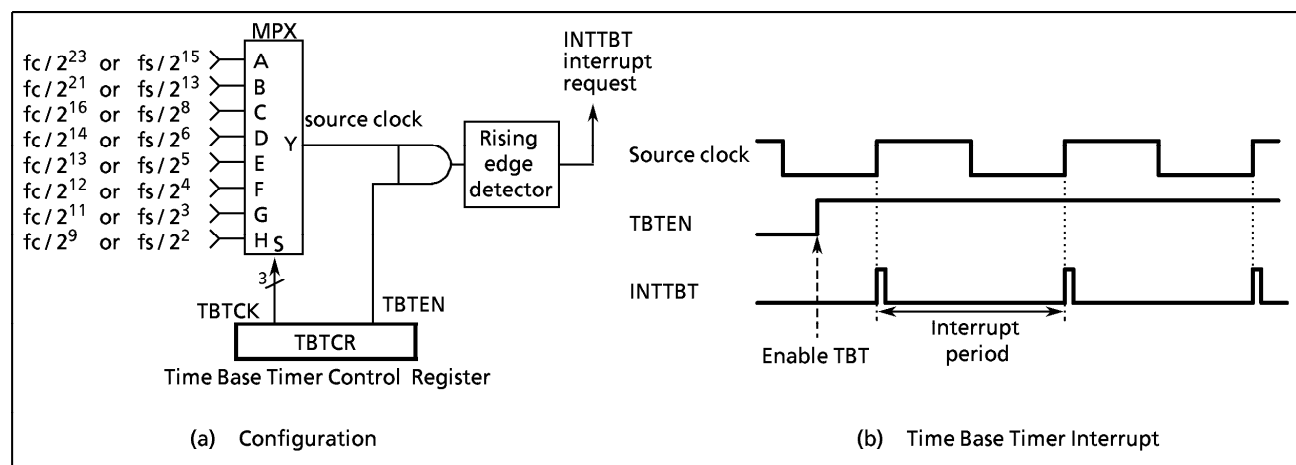 MPX
fc/2^23 or fs/2^15 A
fc/2^21 or fs/2^13 B
fc/2^16 or fs/2^8 C
fc/2^14 or fs/2^6 D
fc/2^13 or fs/2^5 E
fc/2^12 or fs/2^4 F
fc/2^11 or fs/2^3 G
fc/2^9 or fs/2^2 H
S
Y
source clock
3
TBTCK
TBTEN
TBTCR
Time Base Timer Control Register
Rising
edge
detector
INTTBT
interrupt
request
(a) Configuration
Source clock
TBTEN
INTTBT
Enable TBT
Interrupt
period
(b) Time Base Timer Interrupt